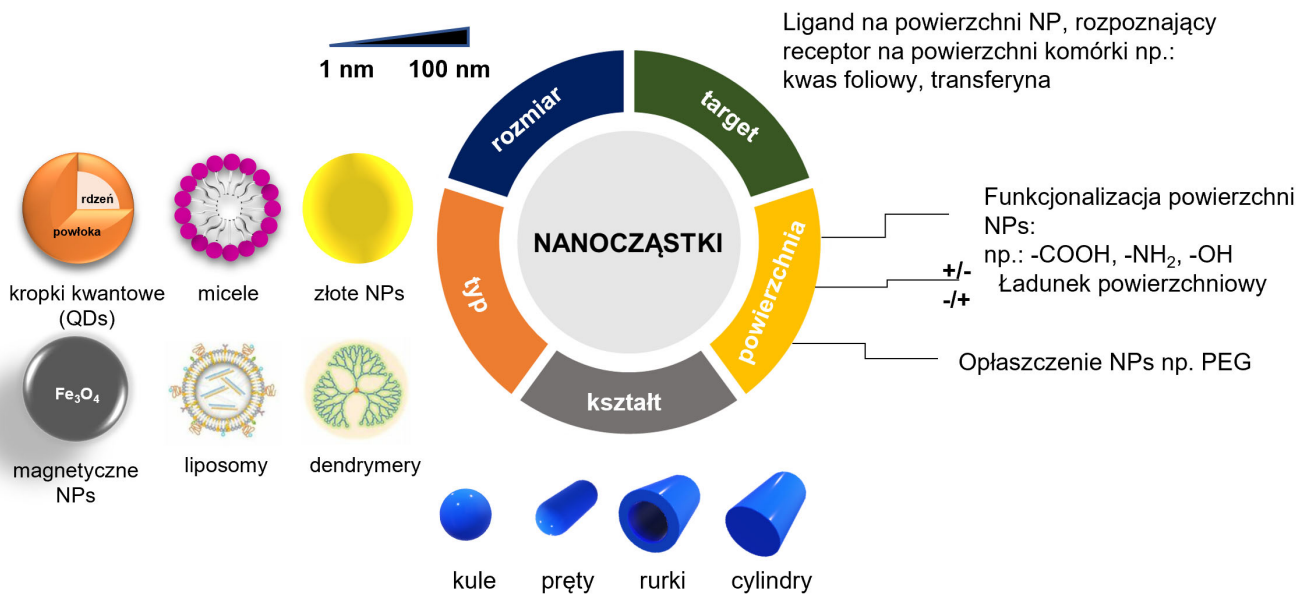 Ligand na powierzchni NP, rozpoznający
receptor na powierzchni komórki np.:
kwas foliowy, transferyna
1 nm 100 nm
rozmiar
target
rdzeń
powłoka
kropki kwantowe
(QDs)
micele
złote NPs
typ
NANOCZĄSTKI
powierzchnia
Funkcjonalizacja powierzchni
NPs:
np.: -COOH, -NH₂, -OH
+/-
-/+
Ładunek powierzchniowy
Opłaszczenie NPs np. PEG
Fe₃O₄
magnetyczne
NPs
liposomy
dendrymery
kształt
kule
pręty
rurki
cylindry